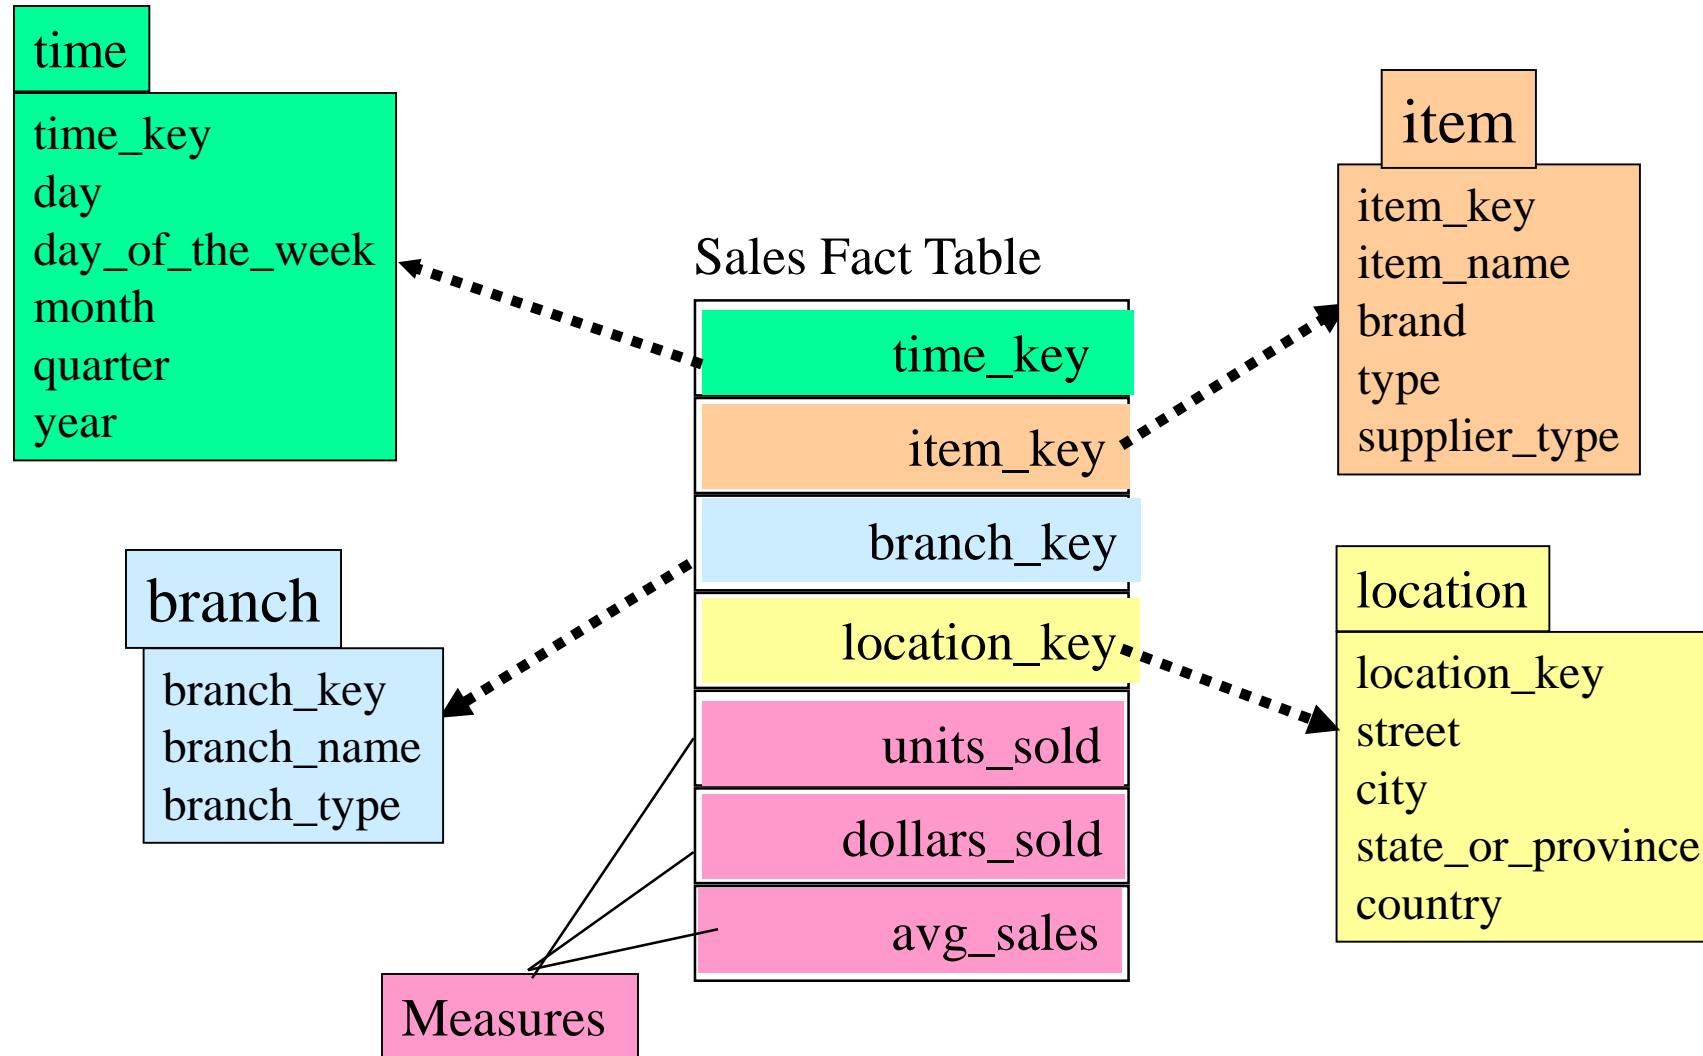 time
time_key
day
day_of_the_week
month
quarter
year
item
item_key
item_name
brand
type
supplier_type
Sales Fact Table
time_key
item_key
branch_key
location_key
units_sold
dollars_sold
avg_sales
branch
branch_key
branch_name
branch_type
location
location_key
street
city
state_or_province
country
Measures